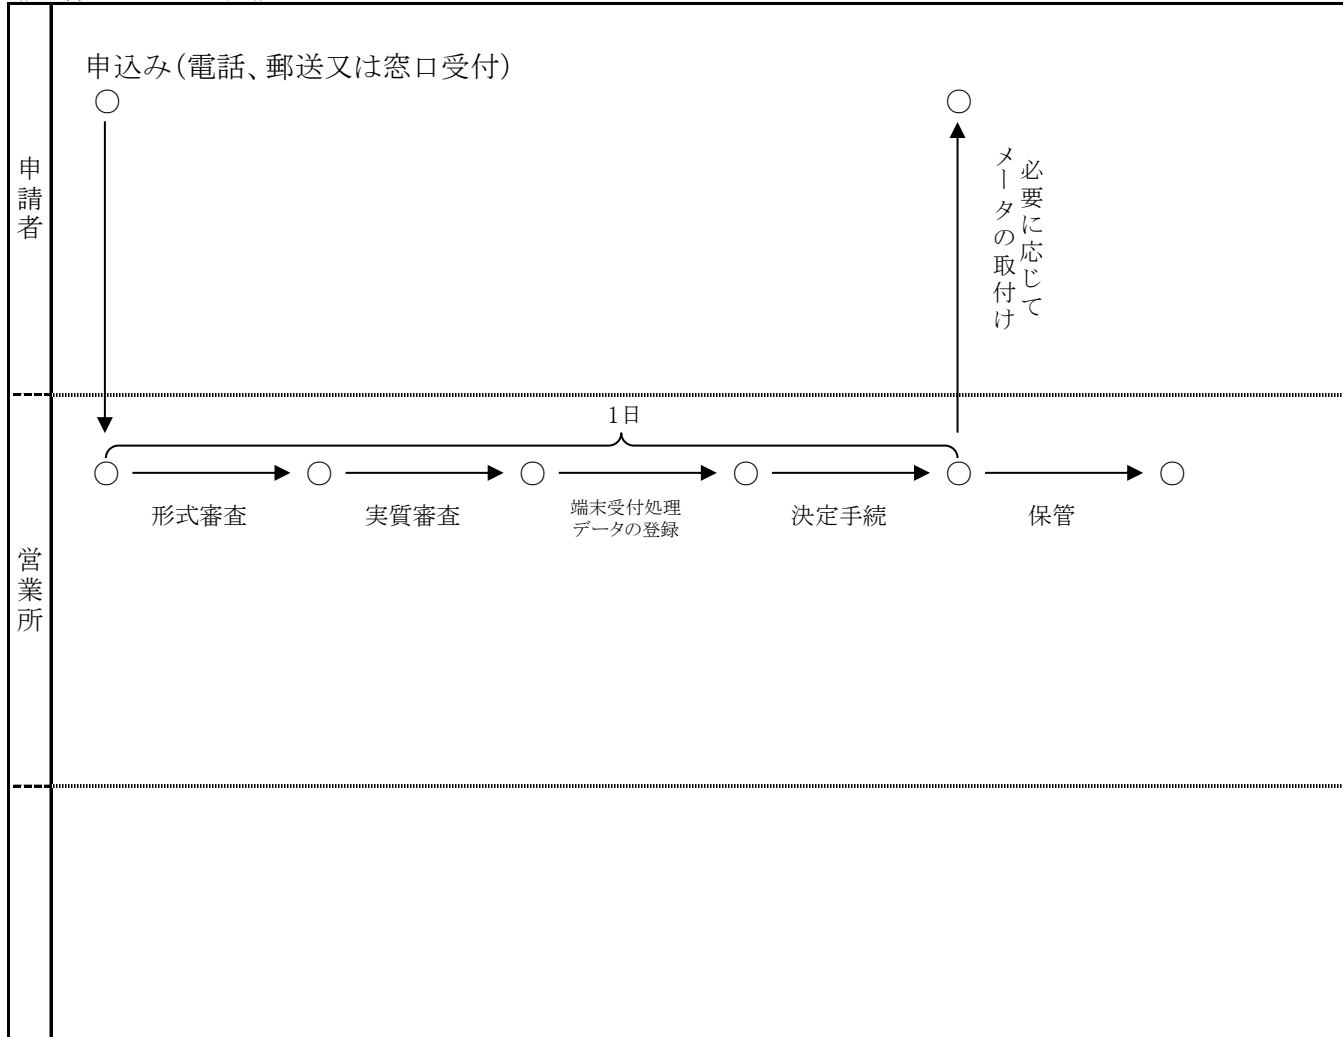 申込み(電話、郵送又は窓口受付)
申請者
必要に応じて
メータの取付け
1日
形式審査
実質審査
端末受付処理
データの登録
決定手続
保管
営業所